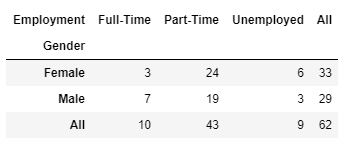 Employment Full-Time Part-Time Unemployed All
Gender
Female 3 24 6 33
Male 7 19 3 29
All 10 43 9 62